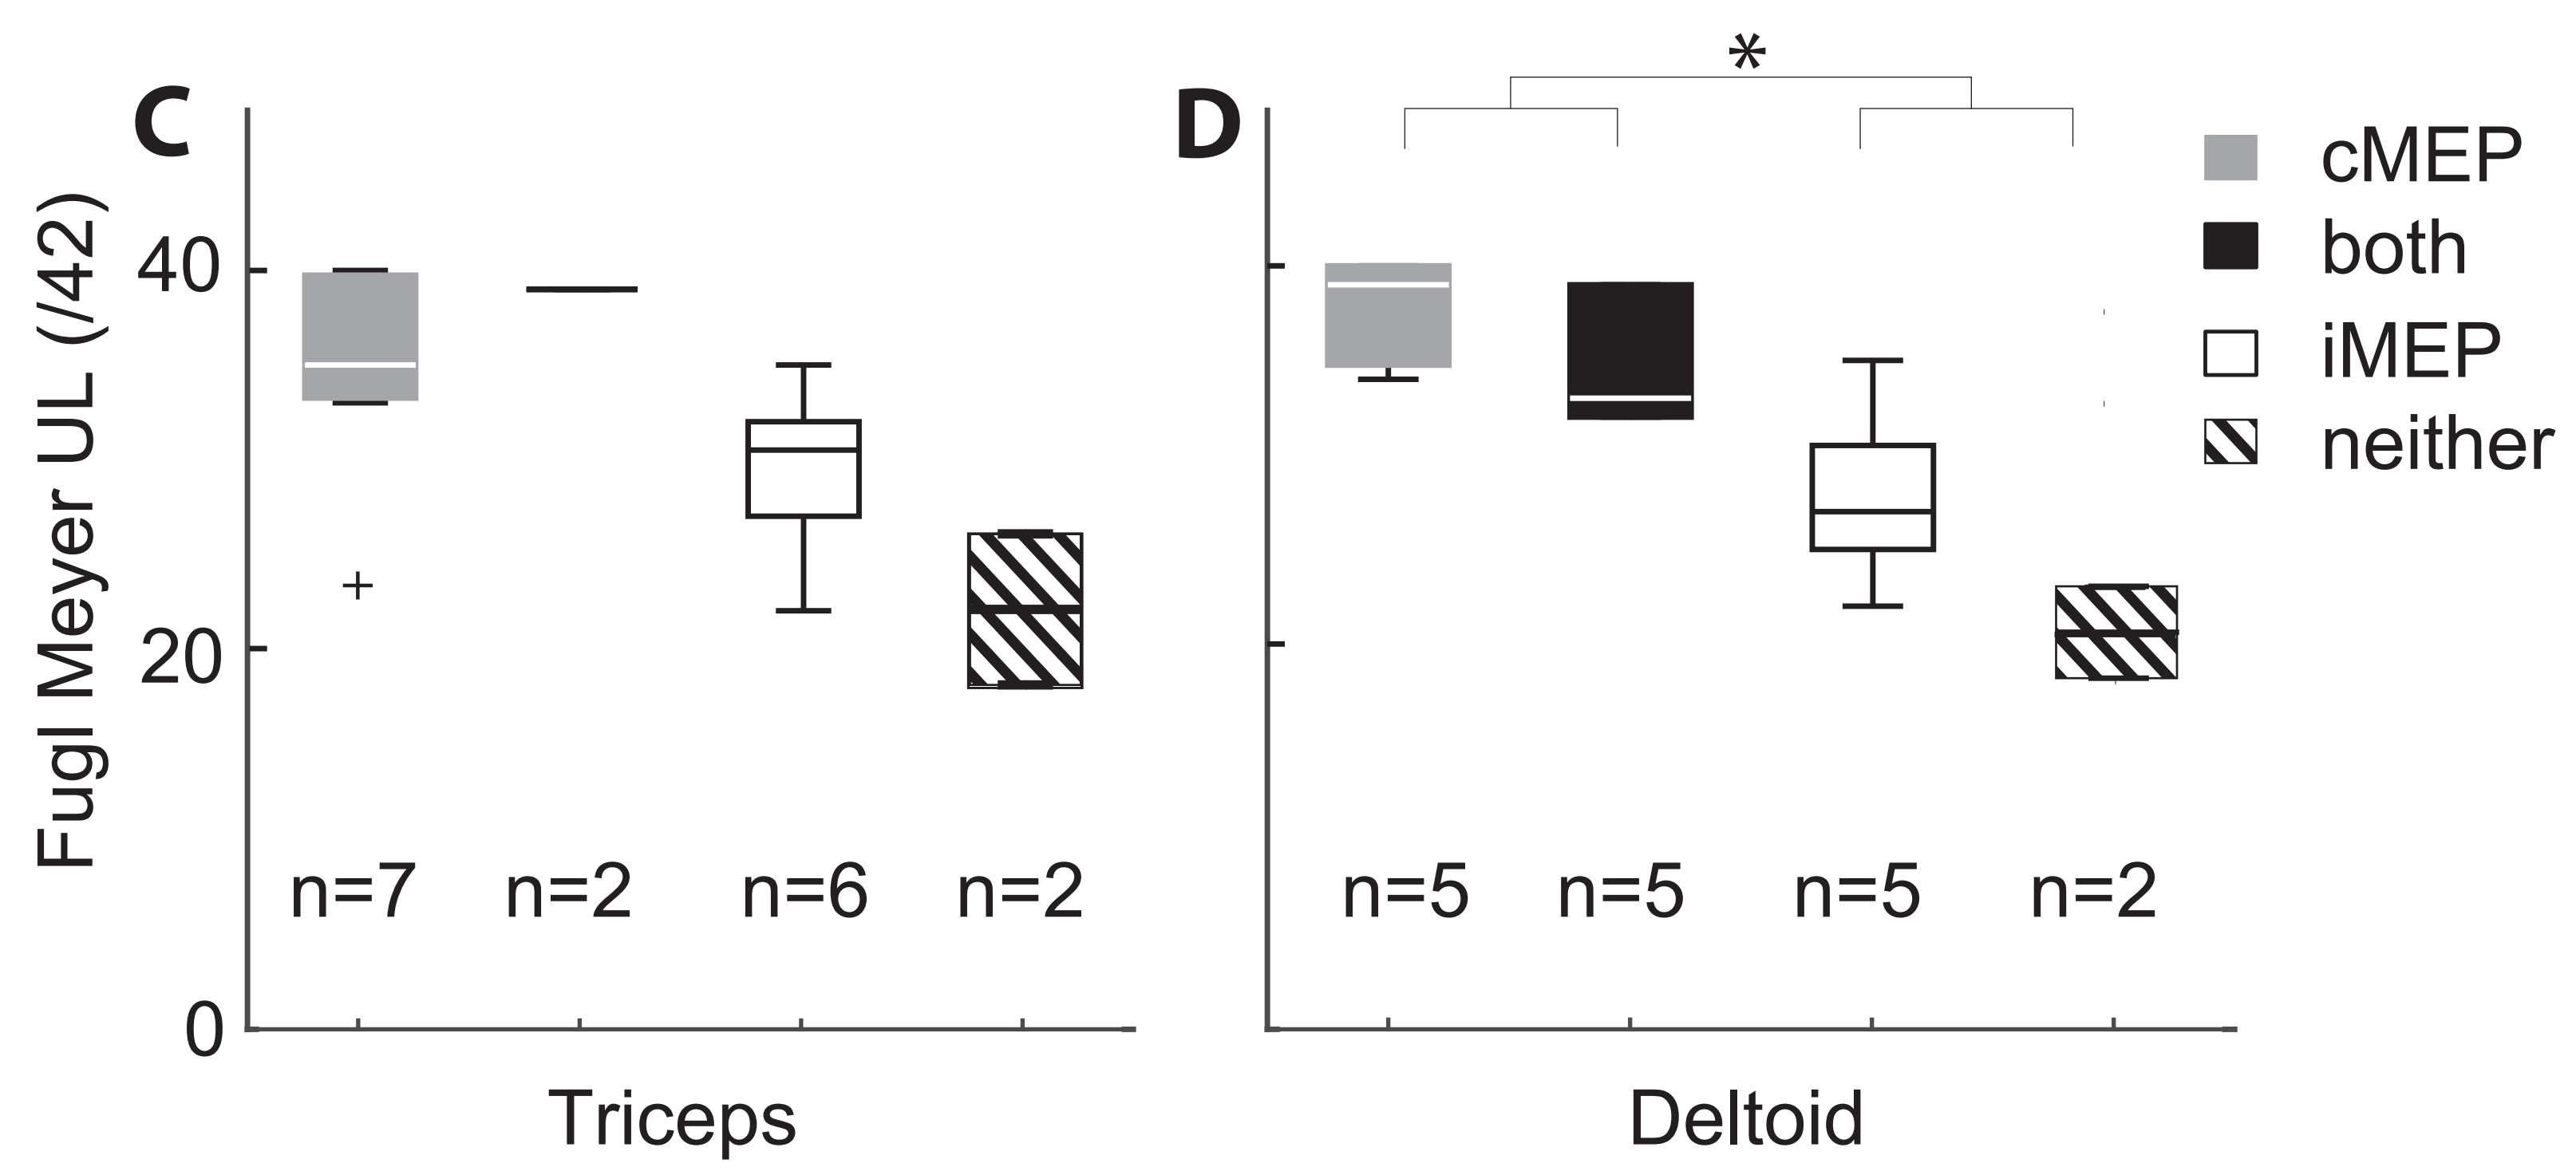 C
Fugl Meyer UL (/42)
40
20
0
+
n=7 n=2 n=6 n=2
Triceps
D
*
n=5 n=5 n=5 n=2
Deltoid
cMEP
both
iMEP
neither